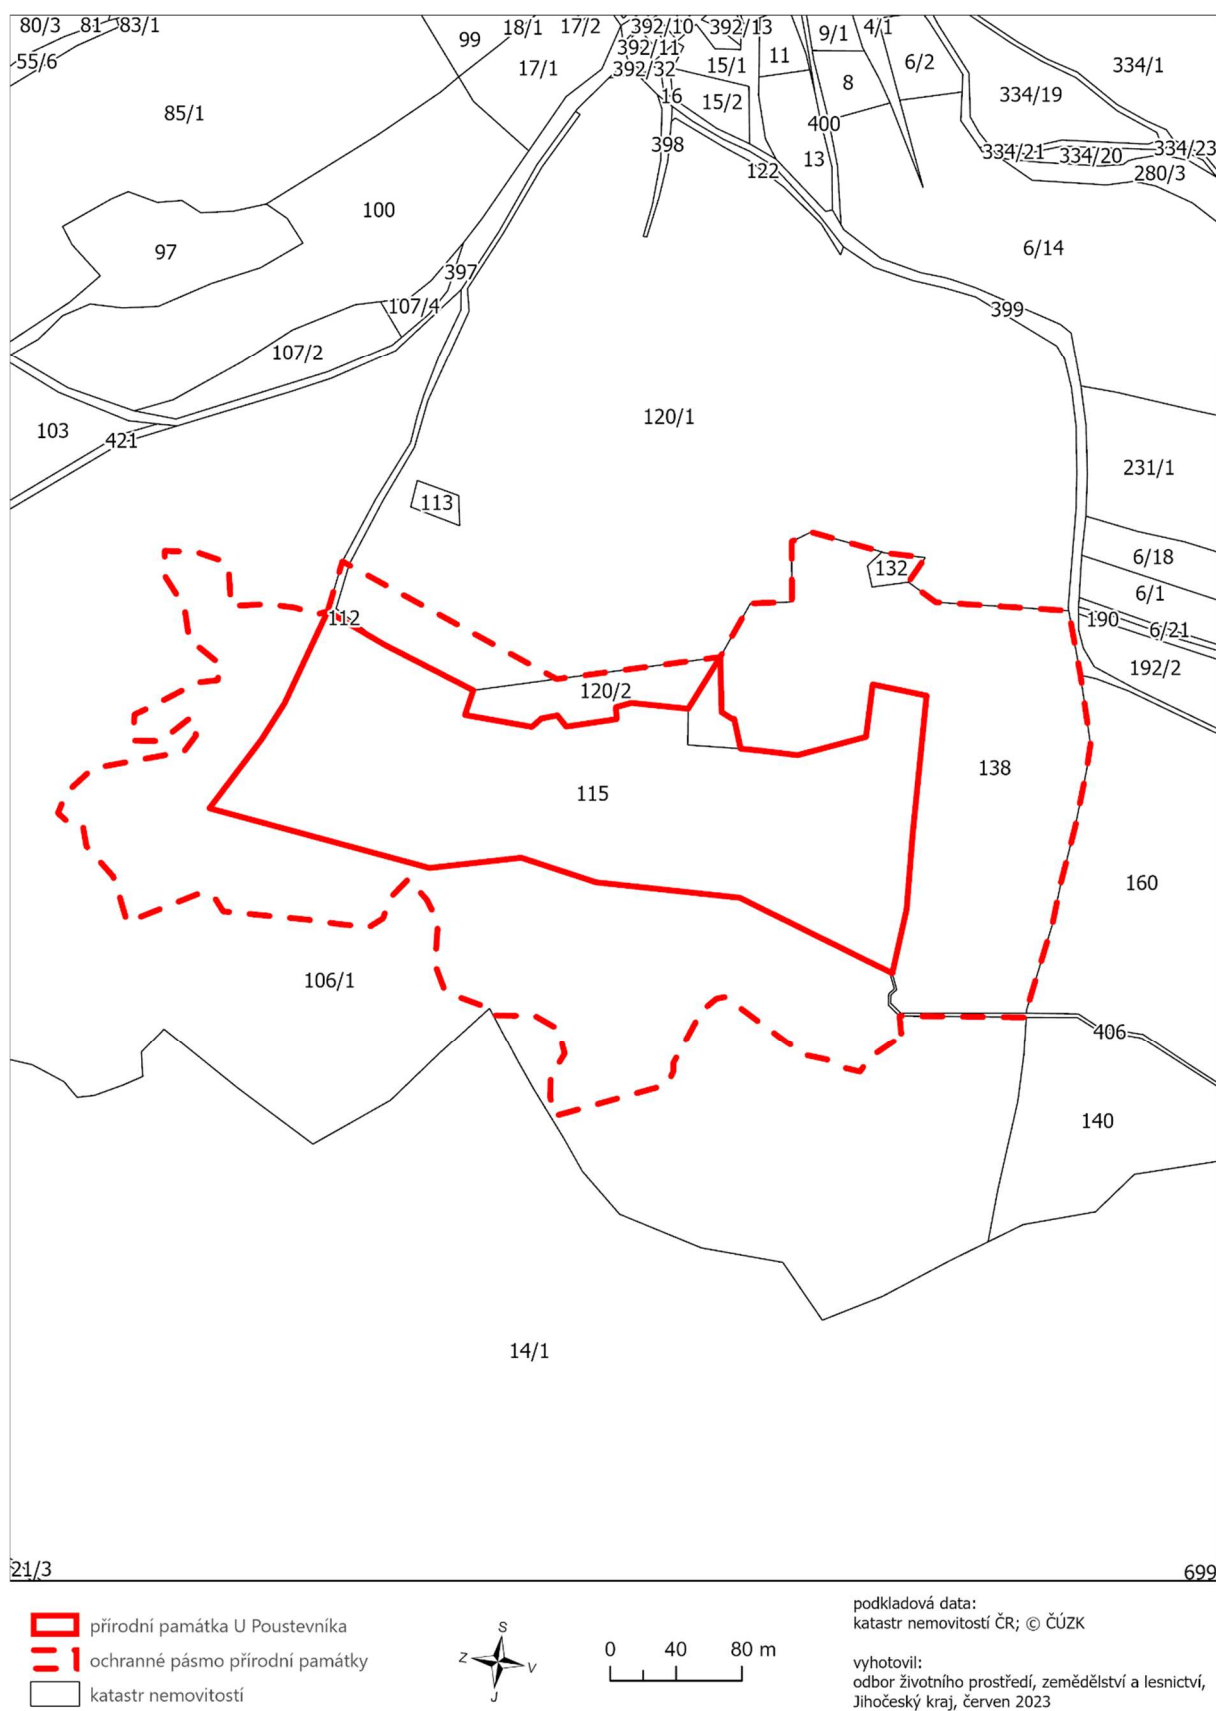 80/3 81 83/1 18/1 17/2 392/10 392/13 9/1 4/1
99 392/11 11 6/2 334/1
55/6 17/1 392/32 15/1 8
85/1 16 15/2 334/19
400
398 13 334/21 334/20 334/23
122 280/3
100
97 6/14
397
107/4 399
107/2
103 421 120/1
231/1
113
6/18
132
6/1
112 190 6/21
192/2
120/2
138
115
160
106/1
406
140
14/1
21/3 699
přírodní památka U Poustevníka
ochranné pásmo přírodní památky
katastr nemovitostí
S
Z V
J
0 40 80 m
podkladová data:
katastr nemovitostí ČR; © ČÚZK
vyhotovil:
odbor životního prostředí, zemědělství a lesnictví,
Jihočeský kraj, červen 2023